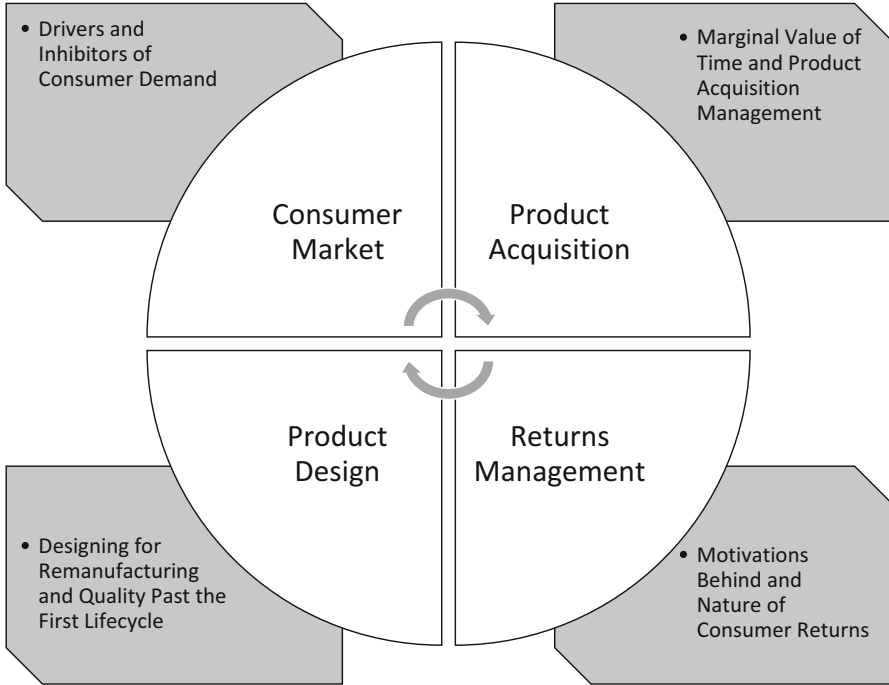 • Drivers and
Inhibitors of
Consumer Demand
• Marginal Value of
Time and Product
Acquisition
Management
Consumer
Market
Product
Acquisition
Product
Design
Returns
Management
• Designing for
Remanufacturing
and Quality Past the
First Lifecycle
• Motivations
Behind and
Nature of
Consumer Returns